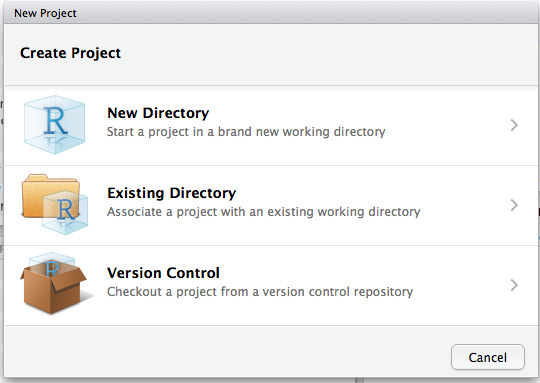 New Project
Create Project
R
New Directory
Start a project in a brand new working directory
R
Existing Directory
Associate a project with an existing working directory
R
Version Control
Checkout a project from a version control repository
Cancel